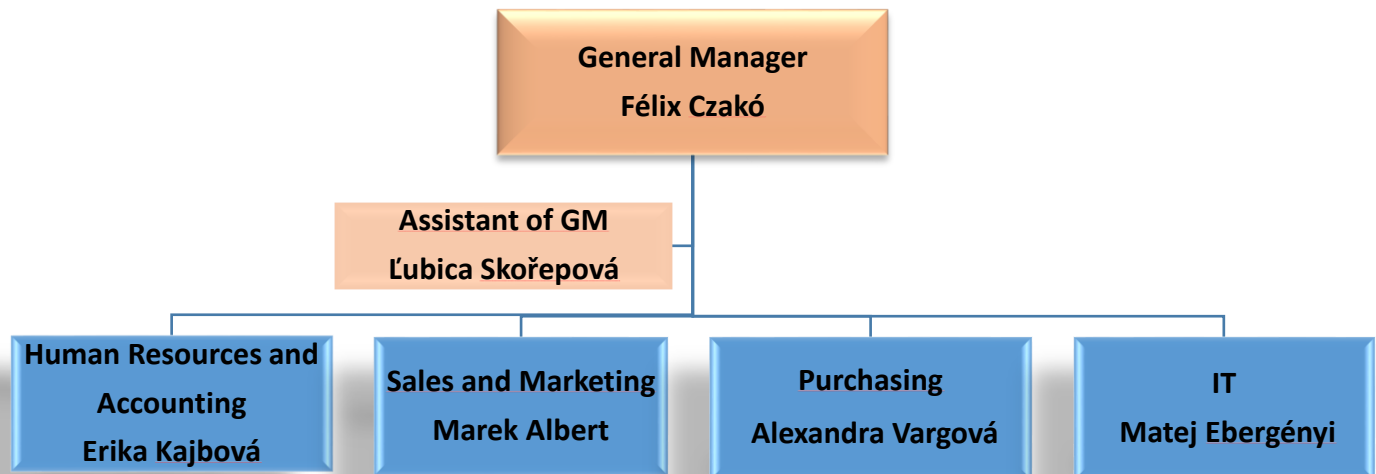 General Manager
Félix Czakó
Assistant of GM
Ľubica Skořepová
Human Resources and
Accounting
Erika Kajbová
Sales and Marketing
Marek Albert
Purchasing
Alexandra Vargová
IT
Matej Ebergényi